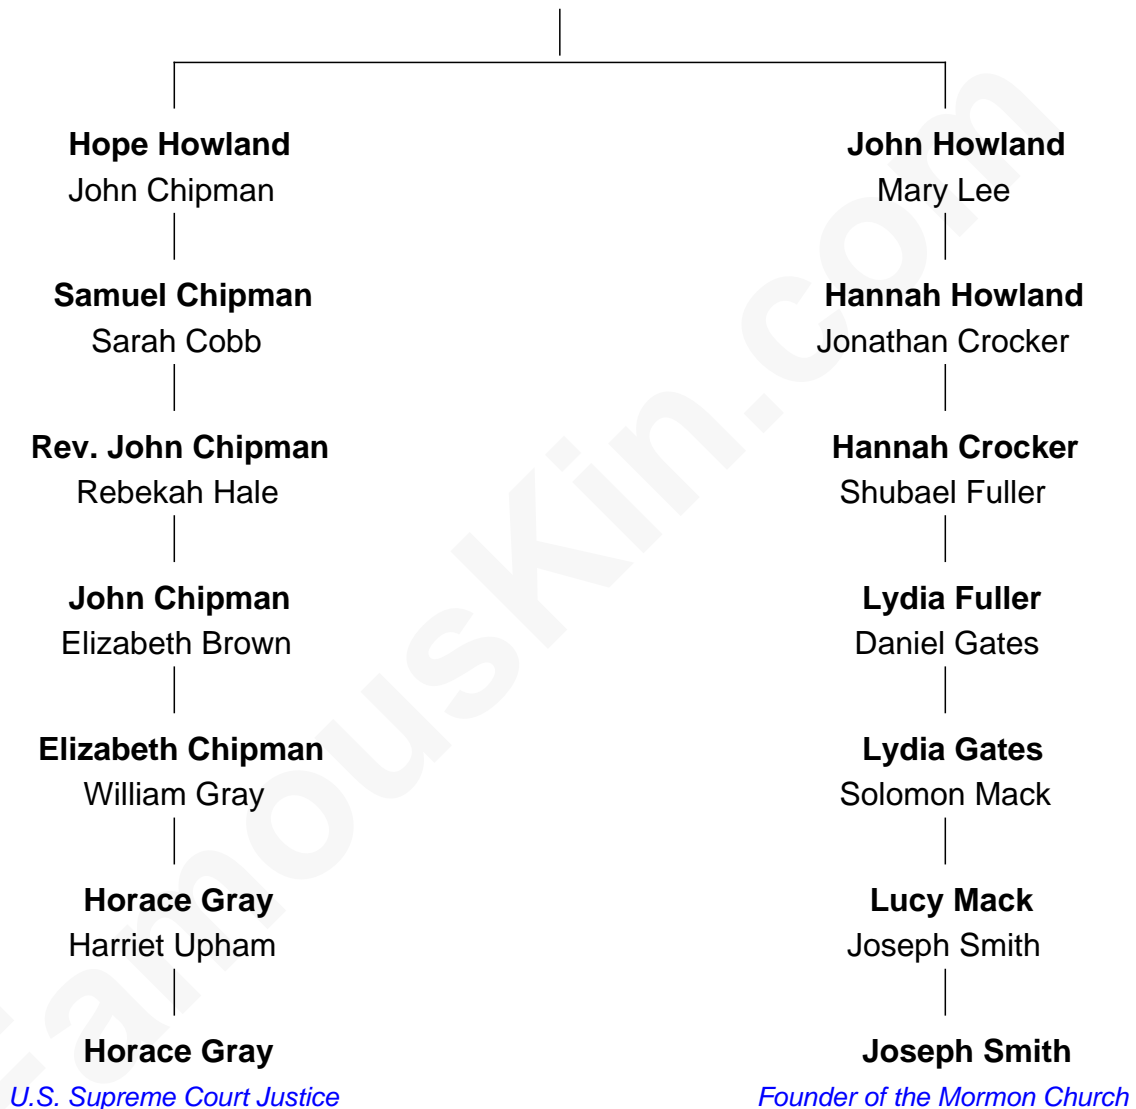 Hope Howland
John Chipman
Samuel Chipman
Sarah Cobb
Rev. John Chipman
Rebekah Hale
John Chipman
Elizabeth Brown
Elizabeth Chipman
William Gray
Horace Gray
Harriet Upham
Horace Gray
U.S. Supreme Court Justice
John Howland
Mary Lee
Hannah Howland
Jonathan Crocker
Hannah Crocker
Shubael Fuller
Lydia Fuller
Daniel Gates
Lydia Gates
Solomon Mack
Lucy Mack
Joseph Smith
Joseph Smith
Founder of the Mormon Church
FamousKin.com